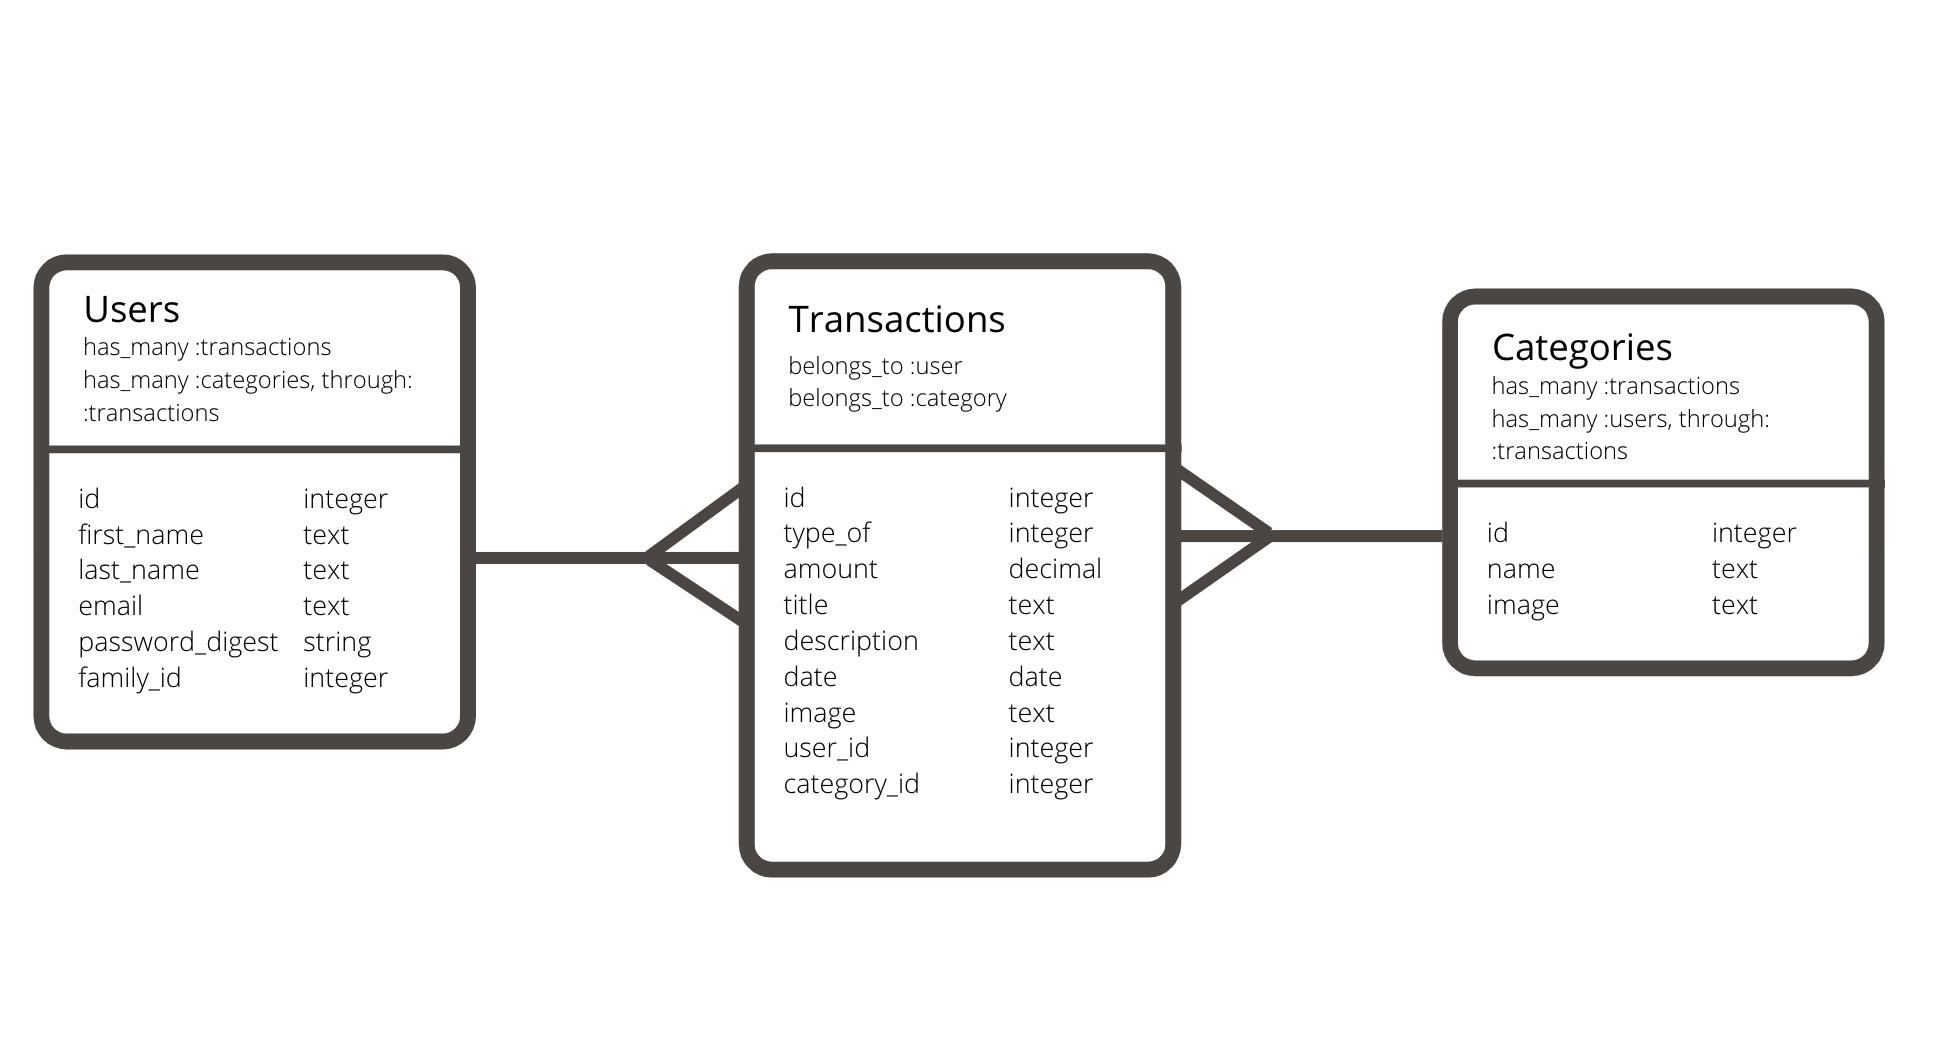 Users
has_many :transactions
has_many :categories, through:
:transactions
id integer
first_name text
last_name text
email text
password_digest string
family_id integer
Transactions
belongs_to :user
belongs_to :category
id integer
type_of integer
amount decimal
title text
description text
date date
image text
user_id integer
category_id integer
Categories
has_many :transactions
has_many :users, through:
:transactions
id integer
name text
image text